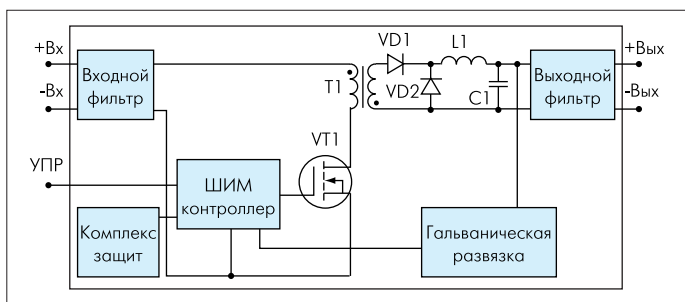 +Вх
-Вх
УПР
Входной
фильтр
T1
VD1
VD2
L1
C1
Выходной
фильтр
+Вых
-Вых
VT1
ШИМ
контроллер
Комплекс
защит
Гальваническая
развязка